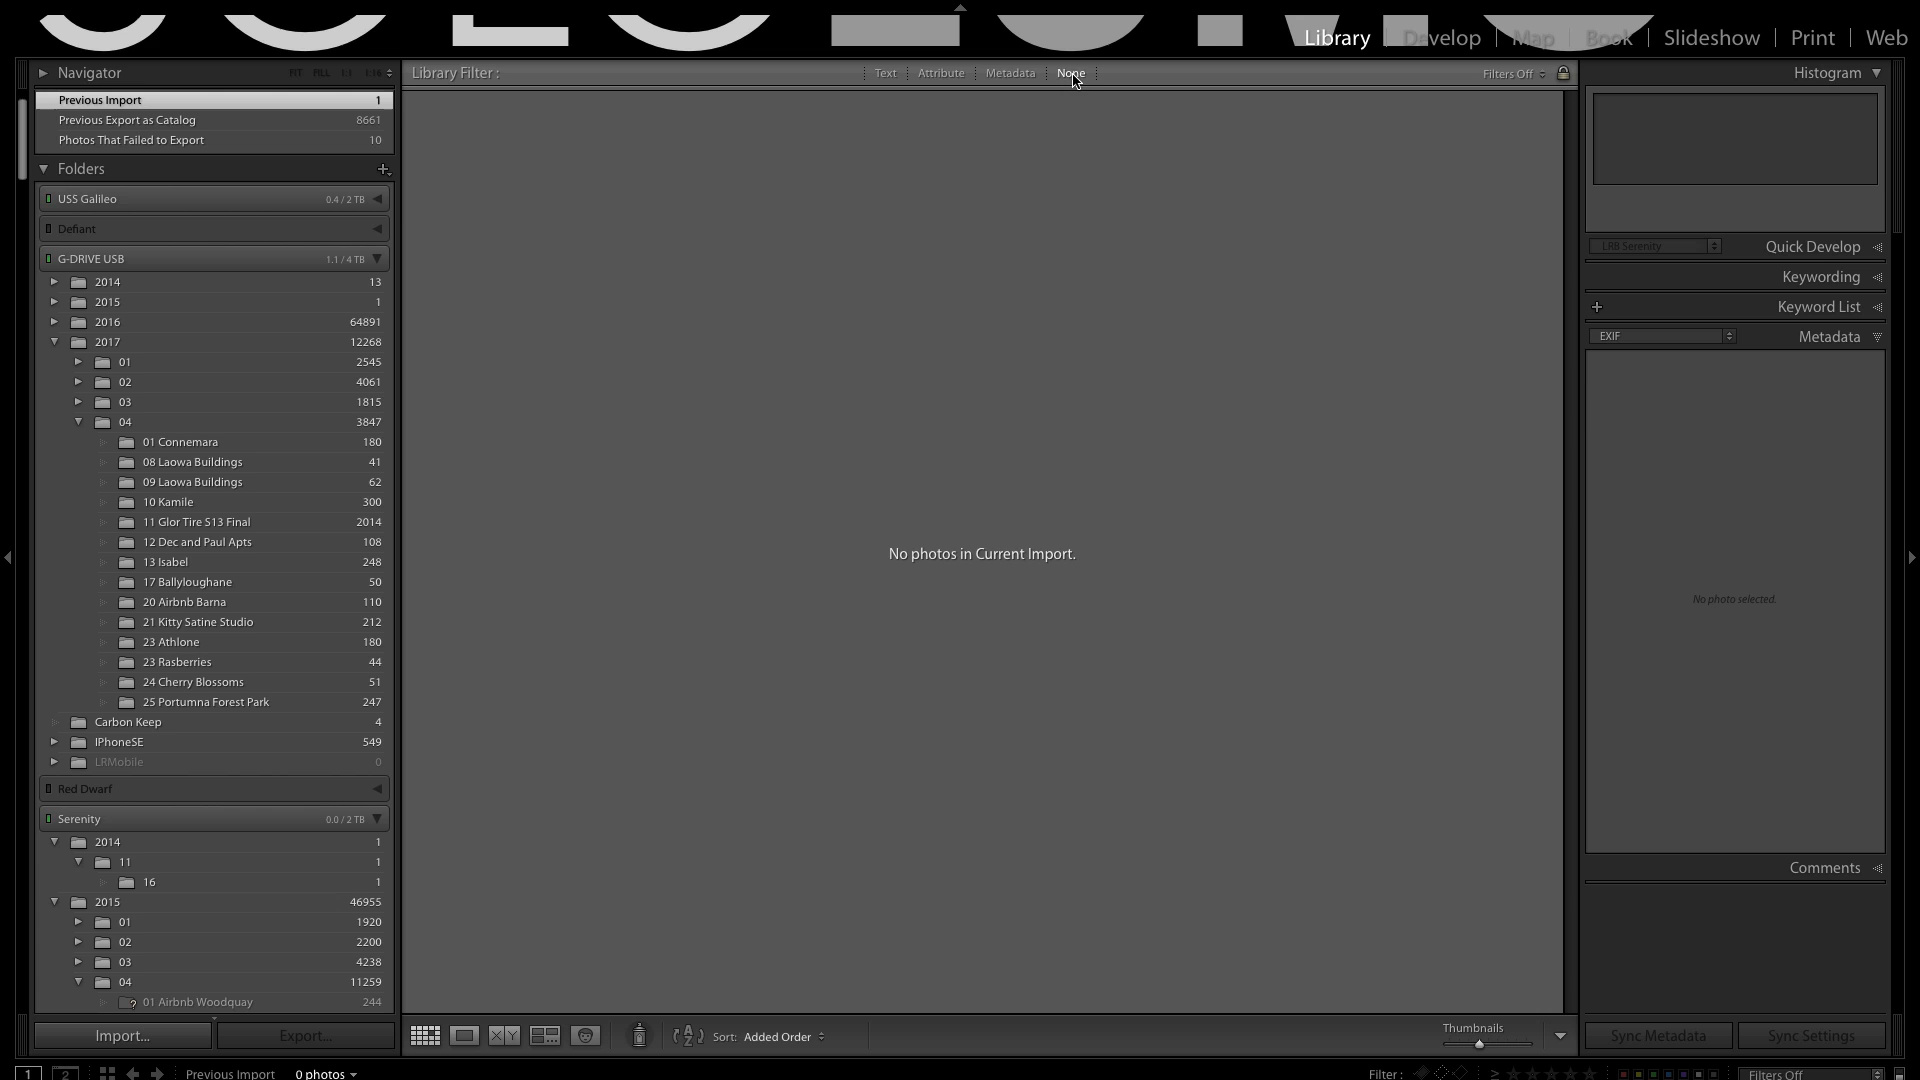 Library | Develop | Map | Book | Slideshow | Print | Web
Navigator
FIT FILL 1:1 1:16
Library Filter :
Text
Attribute
Metadata
None
Filters Off
Histogram
Previous Import 1
Previous Export as Catalog 8661
Photos That Failed to Export 10
Folders
USS Galileo 0.4 / 2 TB
Defiant
G-DRIVE USB 1.1 / 4 TB
2014 13
2015 1
2016 64891
2017 12268
01 2545
02 4061
03 1815
04 3847
01 Connemara 180
08 Laowa Buildings 41
09 Laowa Buildings 62
10 Kamile 300
11 Glor Tire S13 Final 2014
12 Dec and Paul Apts 108
13 Isabel 248
17 Ballyloughane 50
20 Airbnb Barna 110
21 Kitty Satine Studio 212
23 Athlone 180
23 Rasberries 44
24 Cherry Blossoms 51
25 Portumna Forest Park 247
Carbon Keep 4
IPhoneSE 549
LRMobile 0
Red Dwarf
Serenity 0.0 / 2 TB
2014 1
11 1
16 1
2015 46955
01 1920
02 2200
03 4238
04 11259
01 Airbnb Woodquay 244
Import...
Export...
No photos in Current Import.
LRB Serenity
Quick Develop
Keywording
Keyword List
EXIF
Metadata
No photo selected.
Comments
X Y
Sort: Added Order
Thumbnails
Sync Metadata
Sync Settings
1
2
Previous Import
0 photos
Filter :
Filters Off